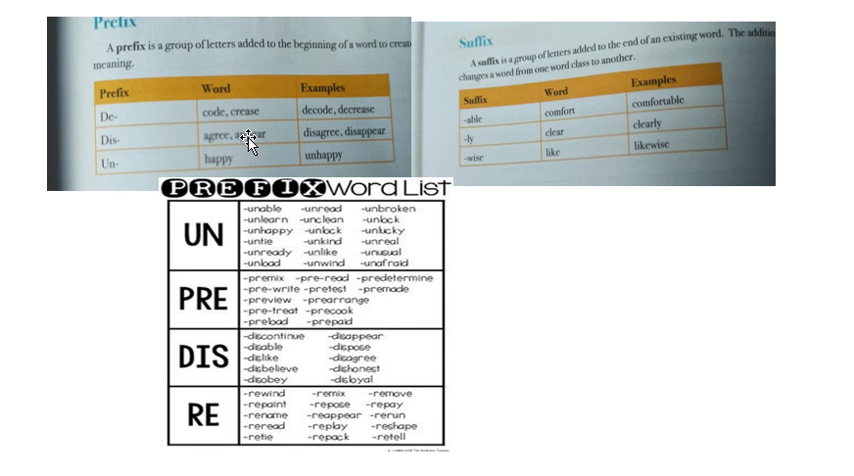 Prefix
A prefix is a group of letters added to the beginning of a word to
meaning.
Prefix Word Examples
De- code, crease decode, decrease
Dis- agree, disagree, disappear
Un- happy unhappy
Suffix
A suffix is a group of letters added to the end of an existing word. The
changes a word from one word class to another.
Suffix Word Examples
-able comfort comfortable
-ly clear clearly
-wise like likewise
PREFIX Word List
UN
-unable -unread -unbroken
-unlearn -unclean -unlock
-unhappy -unlock -unlucky
-untie -unkind -unreal
-unready -unlike -unusual
-unload -unwind -unafraid
PRE
-premix -pre-read -predetermine
-pre-write -pretest -premade
-preview -prearrange
-pre-treat -precook
-preload -prepaid
DIS
-discontinue -disappear
-disable -dispose
-dislike -disagree
-disbelieve -dishonest
-disobey -disloyal
RE
-rewind -remix -remove
-repaint -repose -repay
-rename -reappear -rerun
-reread -replay -reshape
-retie -repack -retell